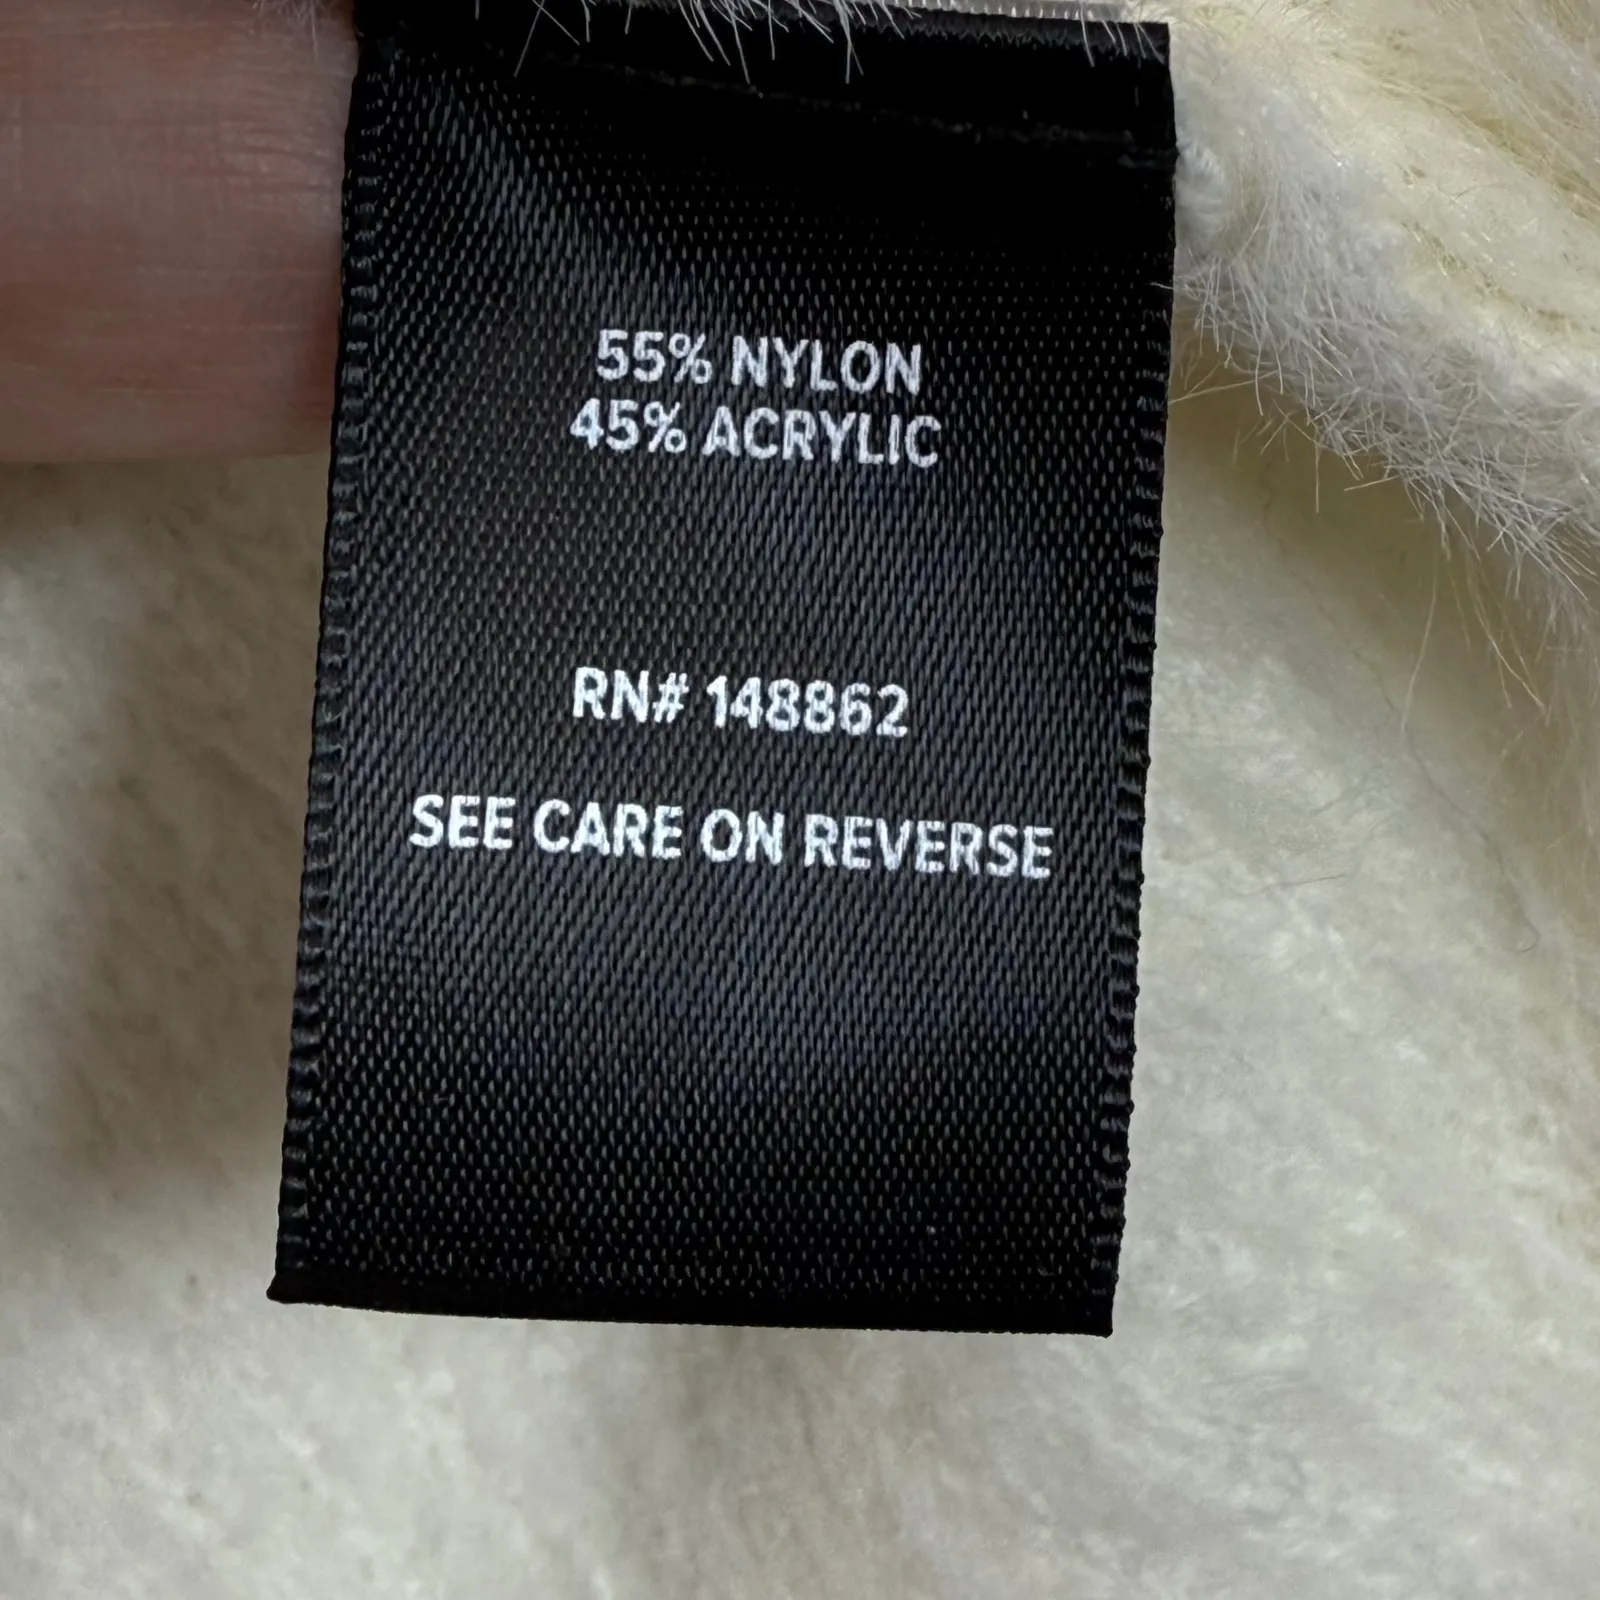 55% NYLON
45% ACRYLIC
RN# 148862
SEE CARE ON REVERSE